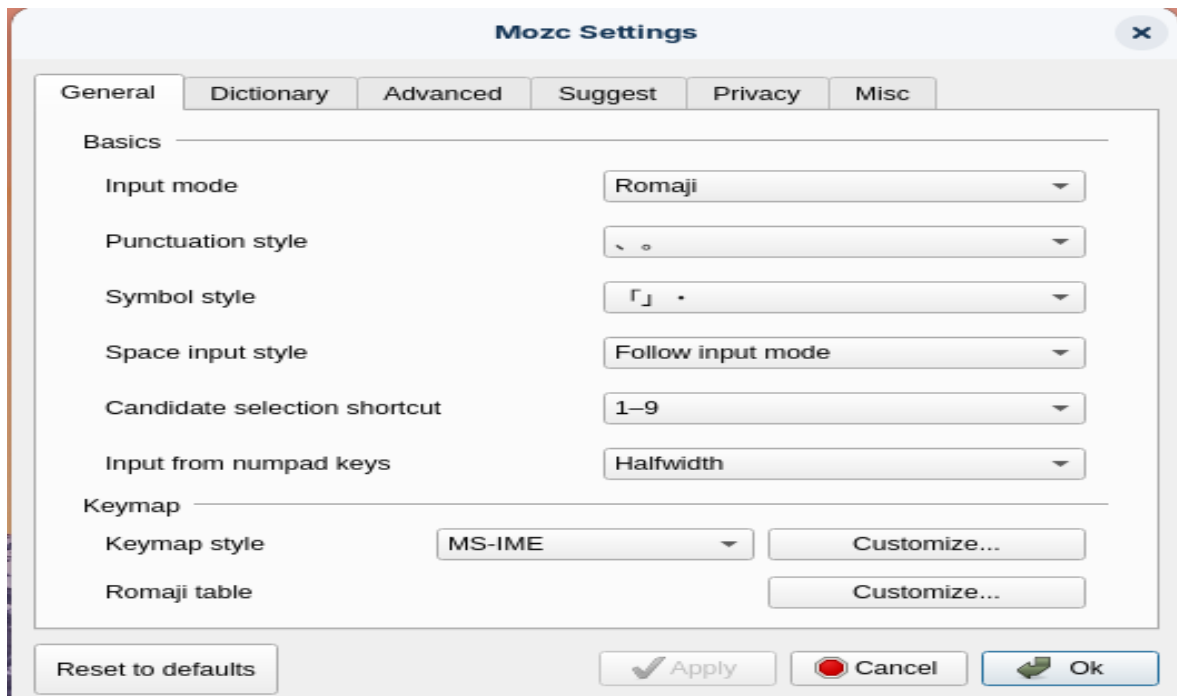 Mozc Settings
General Dictionary Advanced Suggest Privacy Misc
Basics
Input mode Romaji
Punctuation style 、。
Symbol style 「」・
Space input style Follow input mode
Candidate selection shortcut 1–9
Input from numpad keys Halfwidth
Keymap
Keymap style MS-IME Customize...
Romaji table Customize...
Reset to defaults Apply Cancel Ok